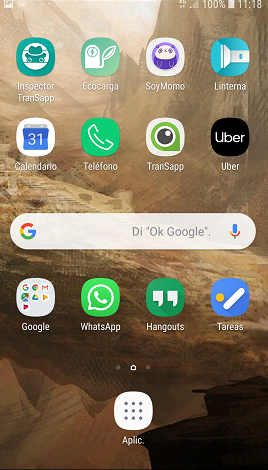 100% 11:18
Inspector
TranSapp
Ecocarga
SoyMomo
Linterna
31
Calendario
Teléfono
TranSapp
Uber
Uber
Di "Ok Google".
Google
WhatsApp
Hangouts
Tareas
Aplic.